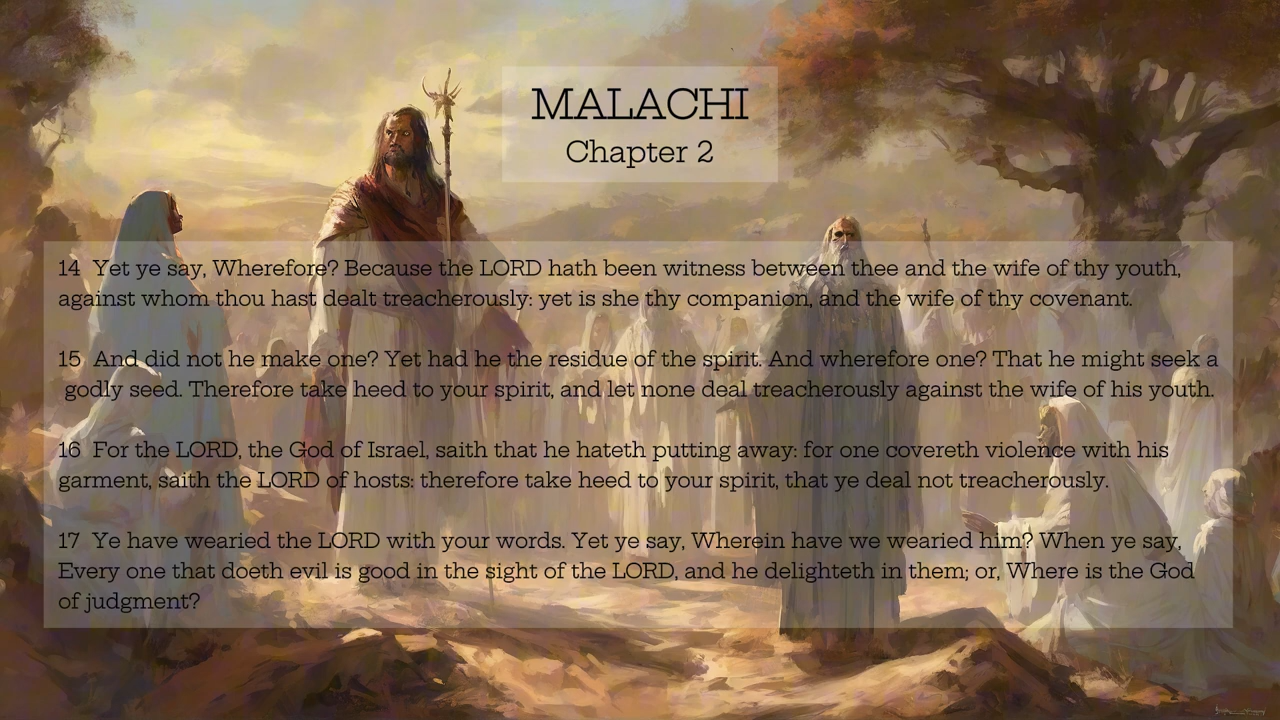 MALACHI
Chapter 2
14 Yet ye say, Wherefore? Because the LORD hath been witness between thee and the wife of thy youth,
against whom thou hast dealt treacherously: yet is she thy companion, and the wife of thy covenant.
15 And did not he make one? Yet had he the residue of the spirit. And wherefore one? That he might seek a
godly seed. Therefore take heed to your spirit, and let none deal treacherously against the wife of his youth.
16 For the LORD, the God of Israel, saith that he hateth putting away: for one covereth violence with his
garment, saith the LORD of hosts: therefore take heed to your spirit, that ye deal not treacherously.
17 Ye have wearied the LORD with your words. Yet ye say, Wherein have we wearied him? When ye say,
Every one that doeth evil is good in the sight of the LORD, and he delighteth in them; or, Where is the God
of judgment?